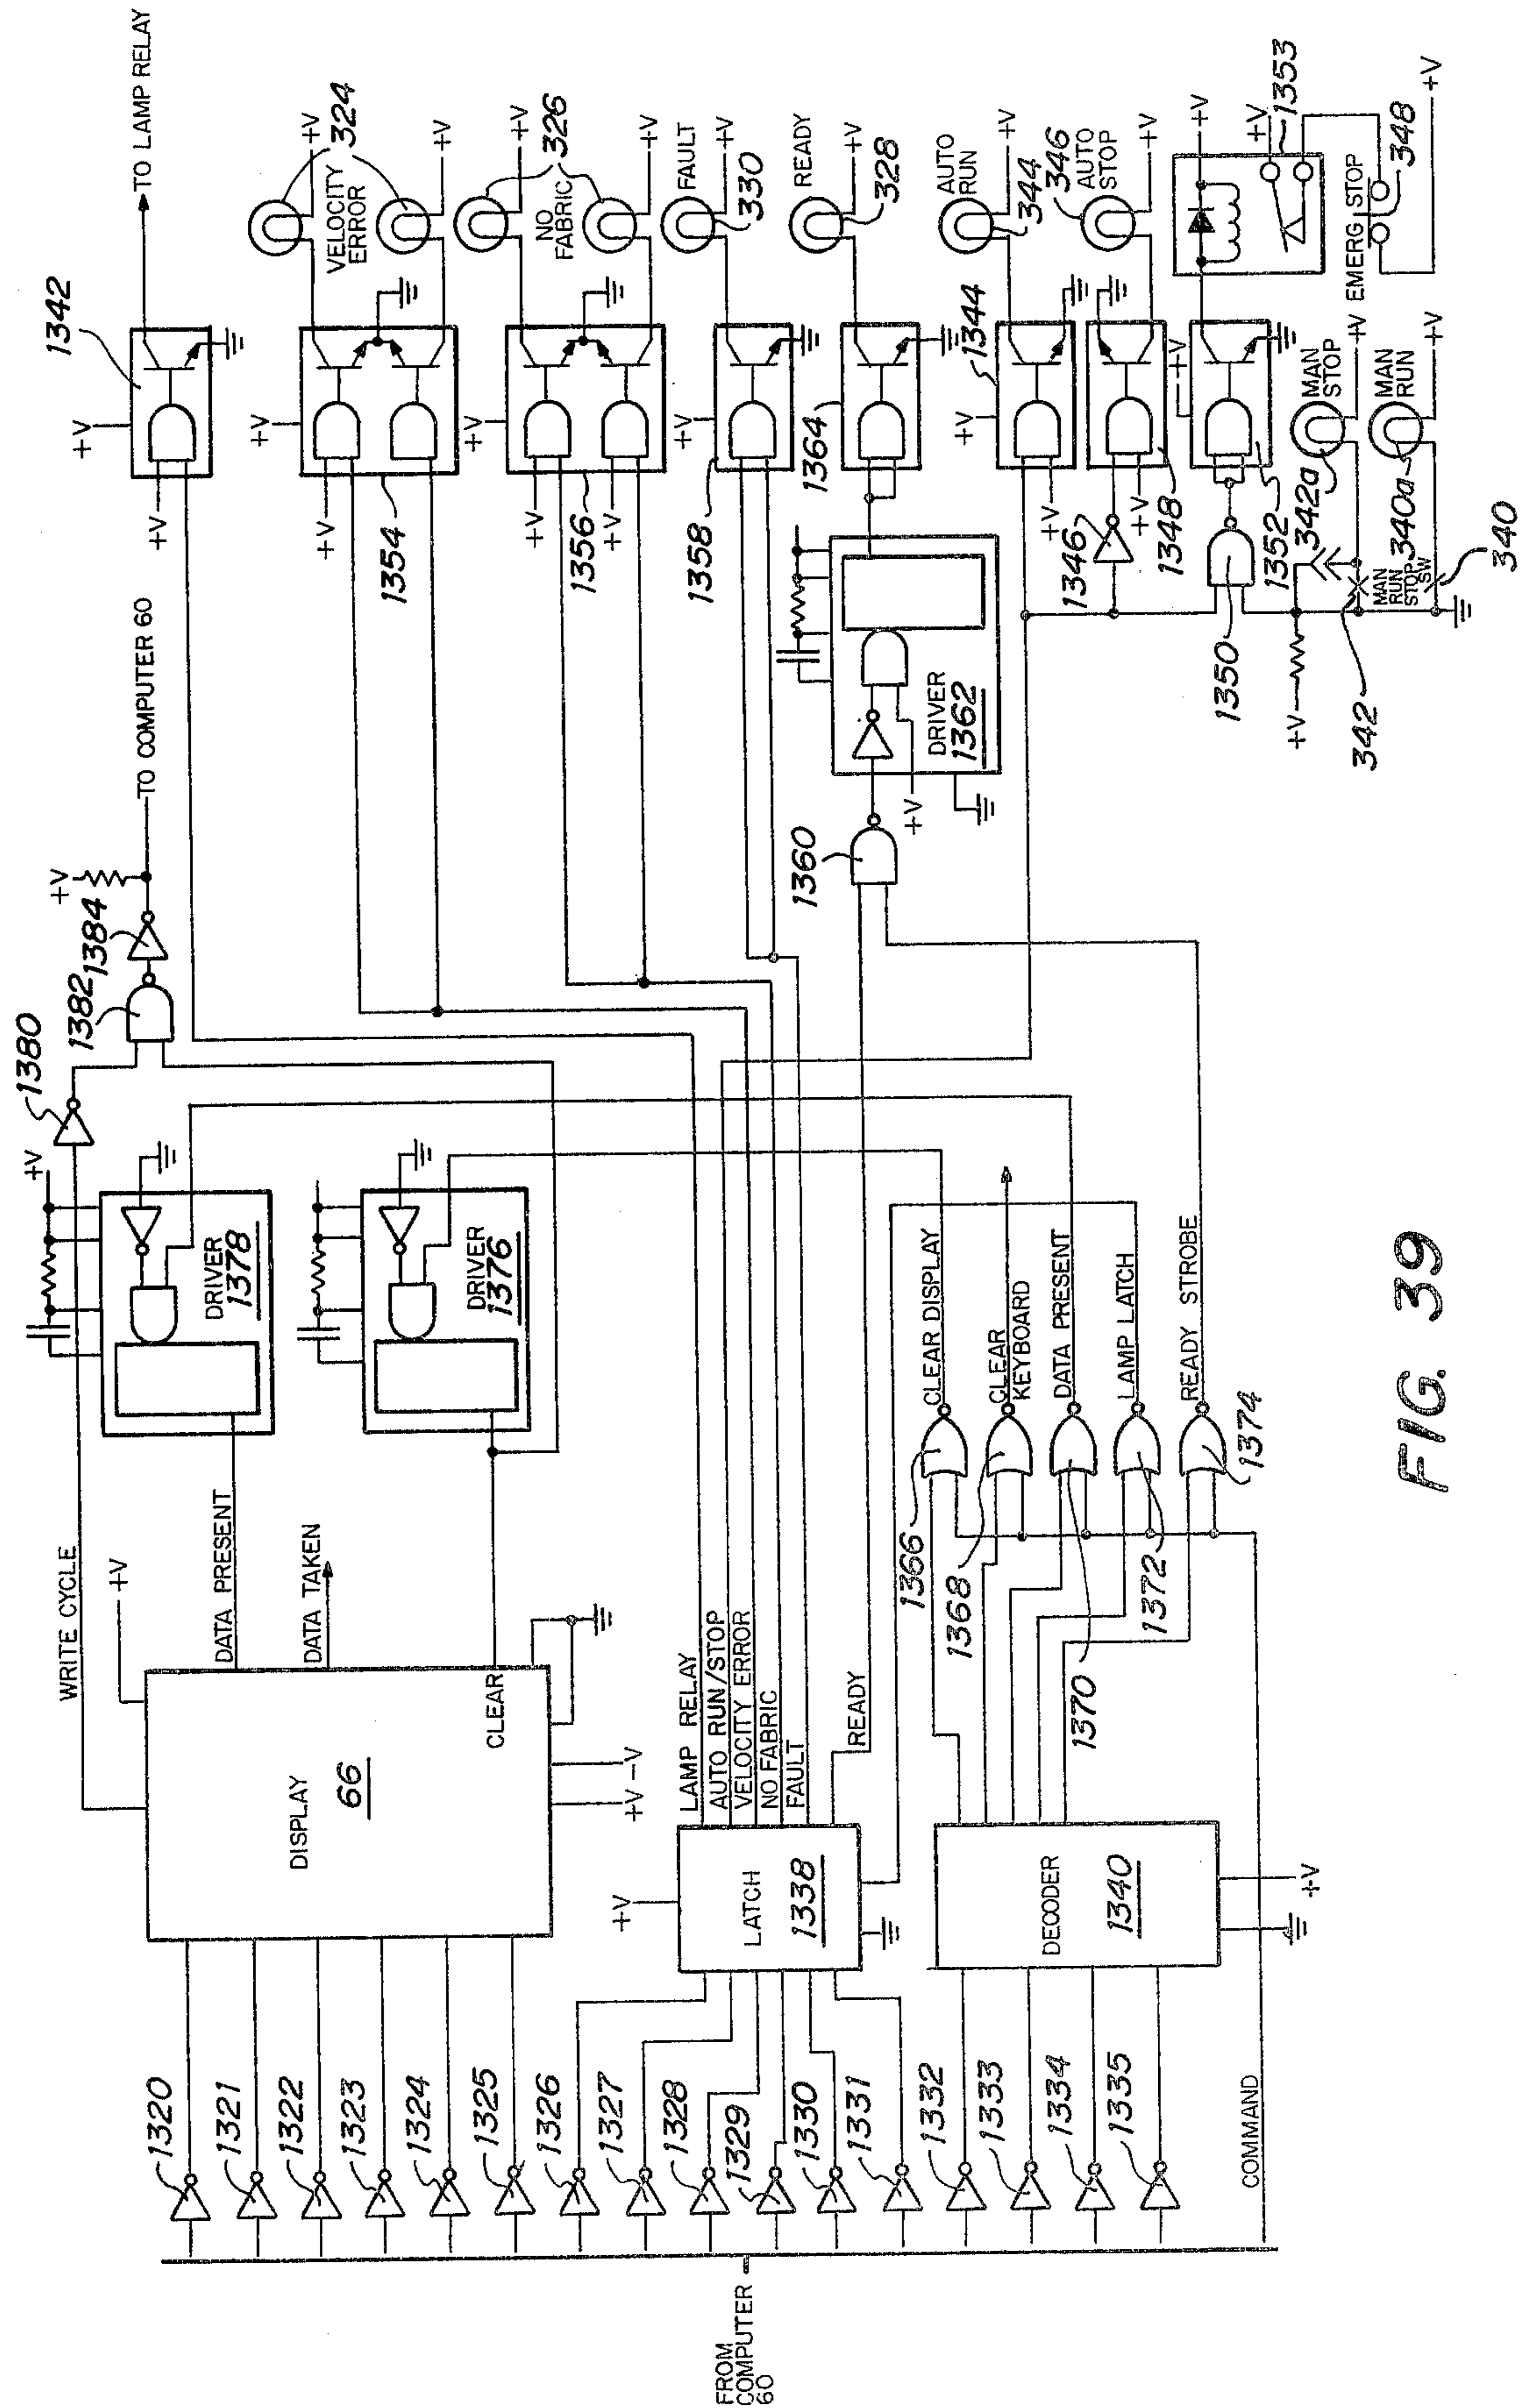 FROM
COMPUTER
60
1320
1321
1322
1323
1324
1325
1326
1327
1328
1329
1330
1331
1332
1333
1334
1335
COMMAND
WRITE CYCLE
+V
DISPLAY
66
DATA PRESENT
DATA TAKEN
CLEAR
+V
-V
+V
LATCH
1338
LAMP RELAY
AUTO RUN/STOP
VELOCITY ERROR
NO FABRIC
FAULT
READY
DECODER
1340
+V
1366
1368
1370
1372
1374
CLEAR DISPLAY
CLEAR
KEYBOARD
DATA PRESENT
LAMP LATCH
READY STROBE
+V
DRIVER
1378
DRIVER
1376
1380
1382
1384
+V
TO COMPUTER 60
1360
+V
DRIVER
1362
+V
+V
1342
TO LAMP RELAY
+V
+V
1354
VELOCITY
ERROR
+V
324
+V
+V
+V
+V
1356
NO
FABRIC
+V
326
+V
+V
1358
FAULT
+V
330
1364
READY
+V
328
+V
+V
1344
AUTO
RUN
+V
344
1346
+V
1348
346
AUTO
STOP
+V
1350
+V
1352
+V
+V
1353
EMERG STOP
348
+V
+V
342
342a
MAN
STOP
+V
MAN
RUN
STOP
SW
340a
MAN
RUN
+V
340
FIG. 39